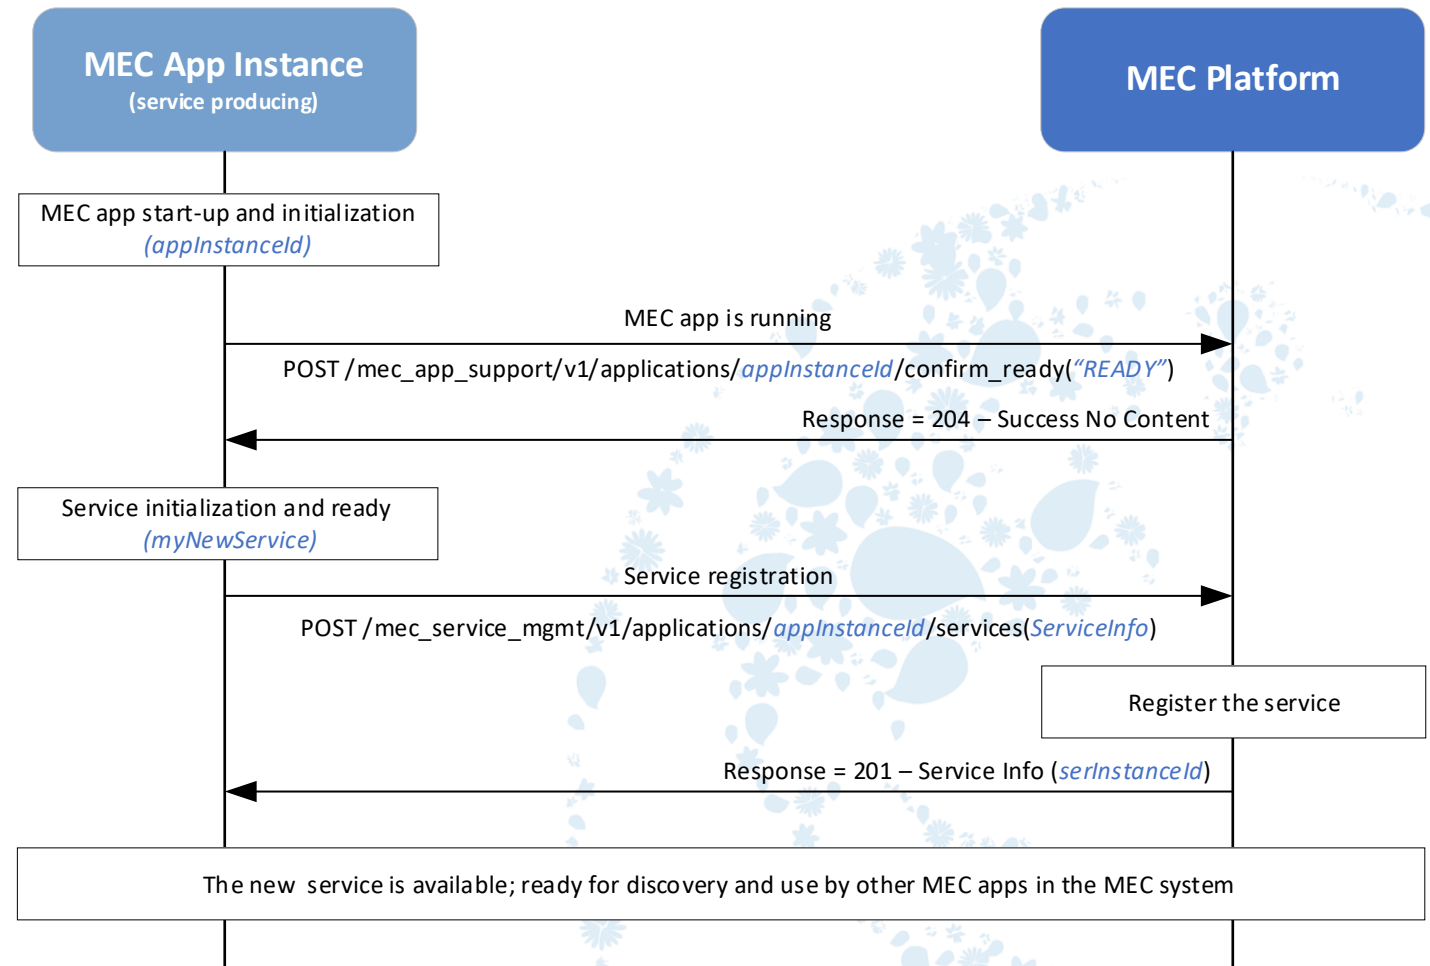 MEC App Instance
(service producing)
MEC Platform
MEC app start-up and initialization
(appInstanceId)
MEC app is running
POST /mec_app_support/v1/applications/appInstanceId/confirm_ready(“READY”)
Response = 204 – Success No Content
Service initialization and ready
(myNewService)
Service registration
POST /mec_service_mgmt/v1/applications/appInstanceId/services(ServiceInfo)
Register the service
Response = 201 – Service Info (serInstanceId)
The new service is available; ready for discovery and use by other MEC apps in the MEC system